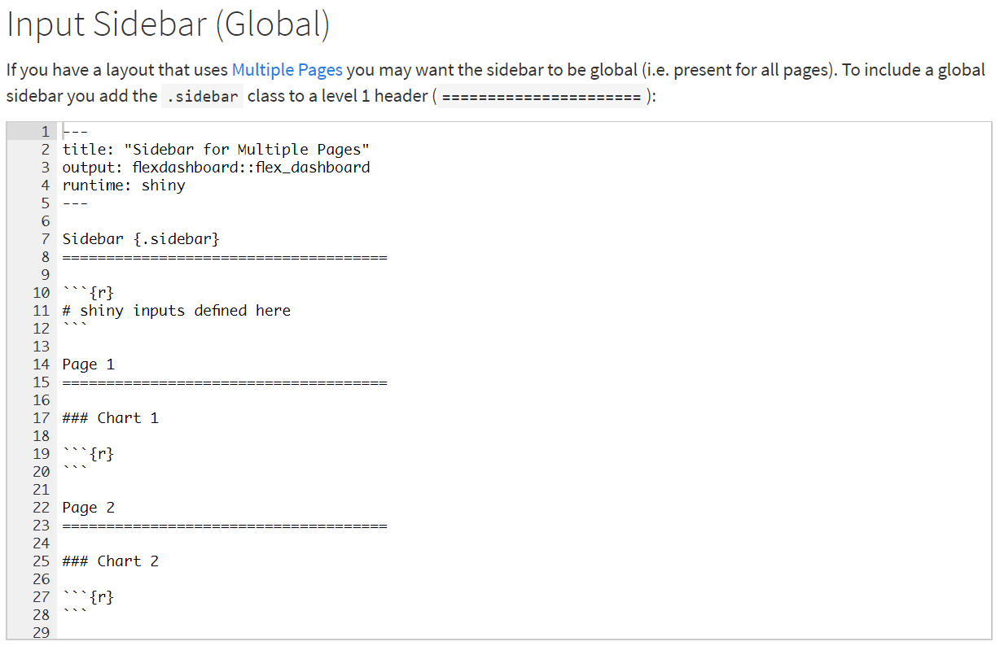 Input Sidebar (Global)
If you have a layout that uses Multiple Pages you may want the sidebar to be global (i.e. present for all pages). To include a global
sidebar you add the .sidebar class to a level 1 header ( ====================== ):
1 ---
2 title: "Sidebar for Multiple Pages"
3 output: flexdashboard::flex_dashboard
4 runtime: shiny
5 ---
6
7 Sidebar {.sidebar}
8 =====================================
9
10 ```{r}
11 # shiny inputs defined here
12 ```
13
14 Page 1
15 =====================================
16
17 ### Chart 1
18
19 ```{r}
20 ```
21
22 Page 2
23 =====================================
24
25 ### Chart 2
26
27 ```{r}
28 ```
29